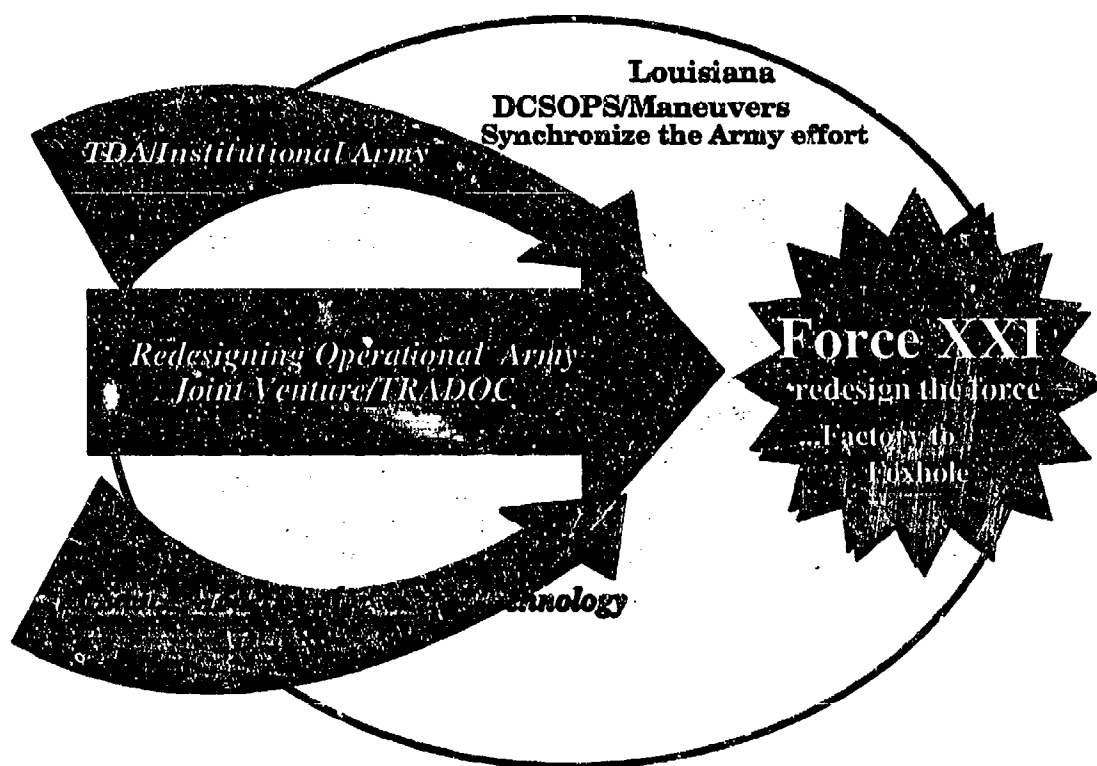 Louisiana
DCSOPS/Maneuvers
Synchronize the Army effort
TDA/Institutional Army
Redesigning Operational Army
Joint Venture/TRADOC
Force XXI
redesign the force
...Factory to
Foxhole